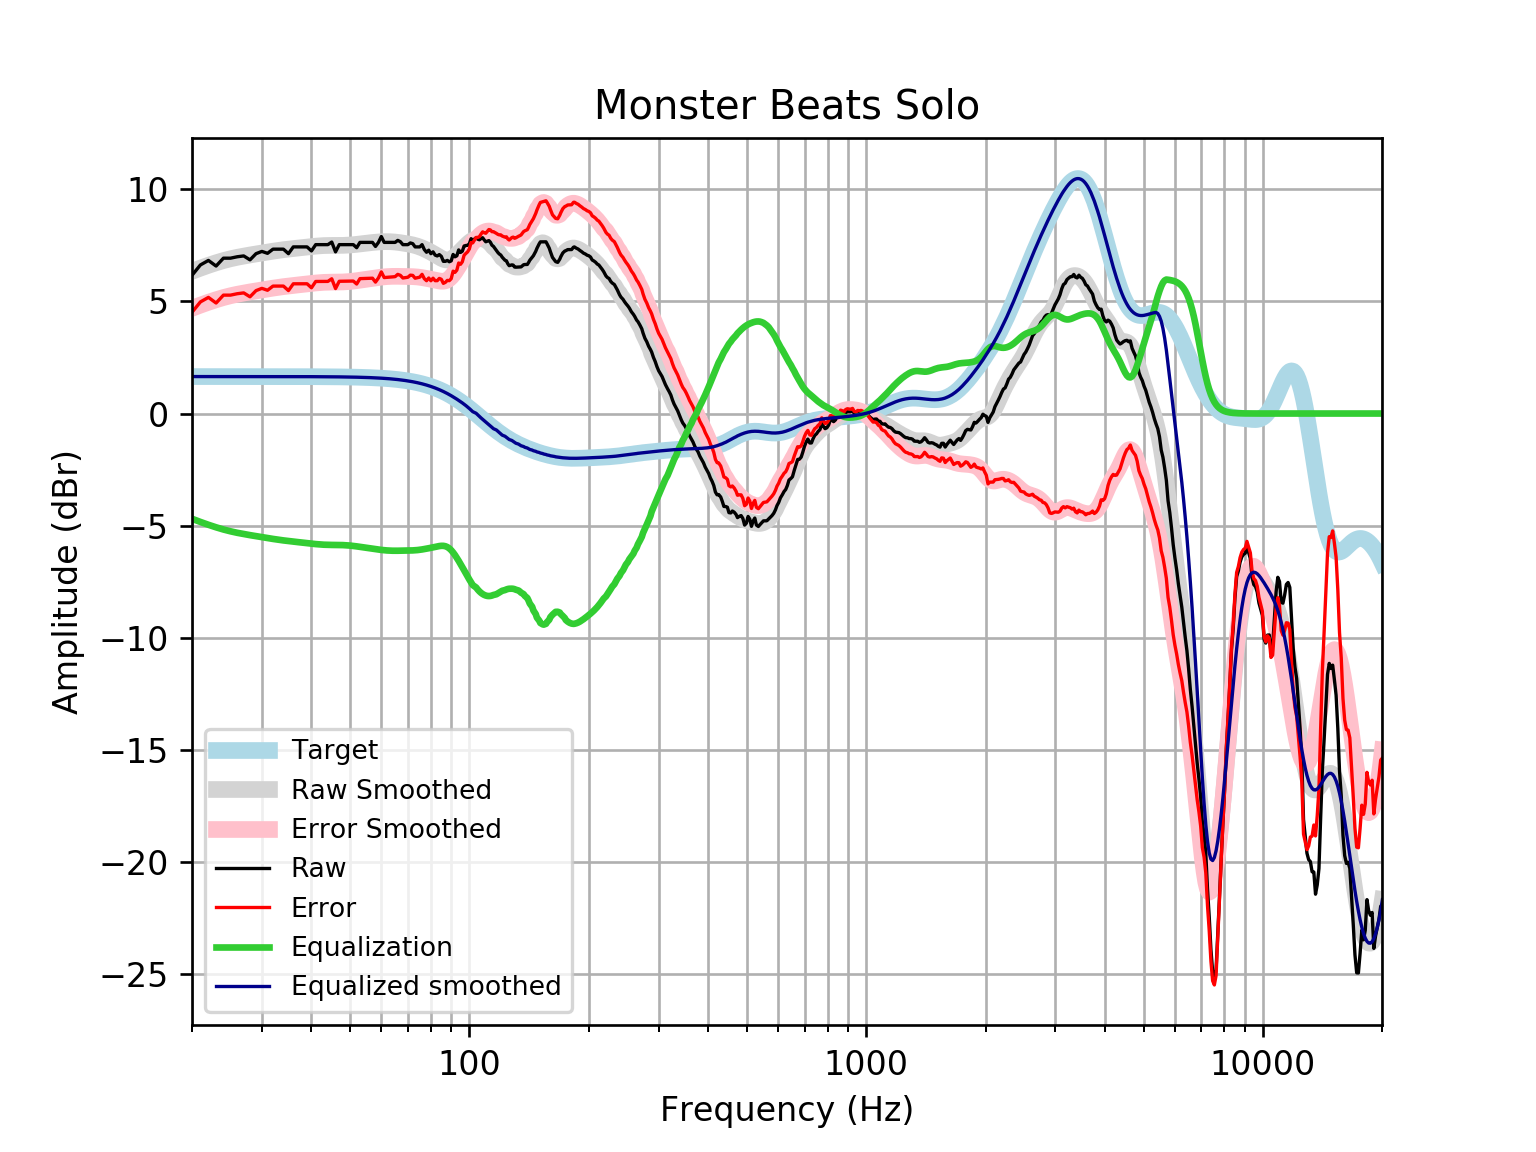 Monster Beats Solo
Amplitude (dBr)
10
5
0
−5
−10
−15
−20
−25
Target
Raw Smoothed
Error Smoothed
Raw
Error
Equalization
Equalized smoothed
100
1000
10000
Frequency (Hz)